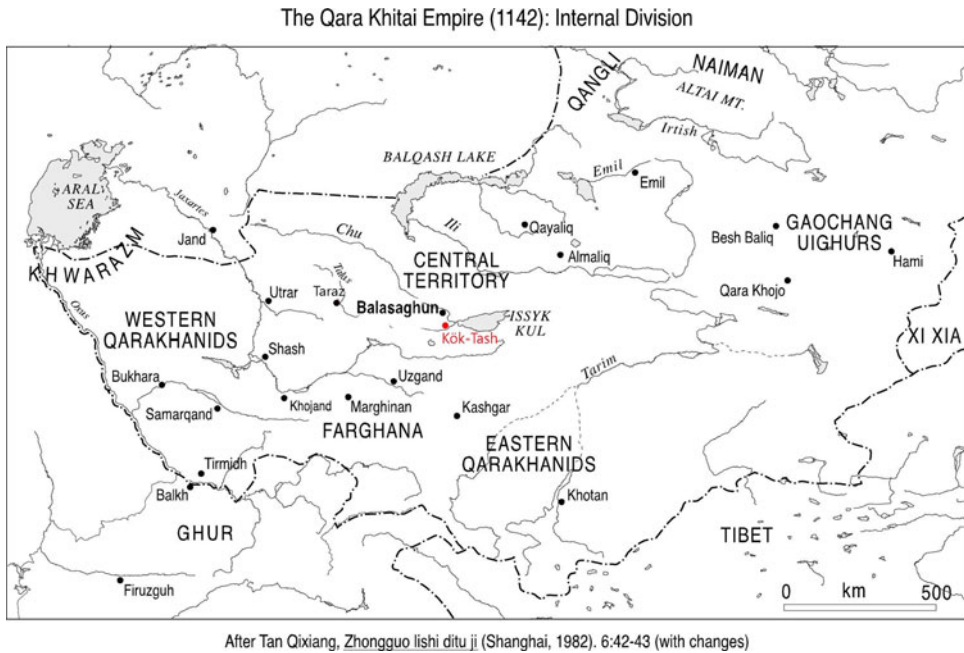 The Qara Khitai Empire (1142): Internal Division
NAIMAN
QANGLI
ALTAI MT.
Irtish
BALQASH LAKE
Emil
Emil
ARAL
SEA
Jaxartes
Jand
Chu
Ili
Qayaliq
Almaliq
GAOCHANG
UIGHURS
Besh Baliq
Hami
KHWARAZM
CENTRAL
TERRITORY
Qara Khojo
Oxus
Utrar
Taraz
Talas
Balasaghun
ISSYK
KUL
Kök-Tash
WESTERN
QARAKHANIDS
XI XIA
Shash
Tarim
Bukhara
Uzgand
Samarqand
Khojand
Marghinan
Kashgar
FARGHANA
EASTERN
QARAKHANIDS
Tirmidh
Balkh
Khotan
GHUR
TIBET
Firuzguh
0 km 500
After Tan Qixiang, Zhongguo lishi ditu ji (Shanghai, 1982). 6:42-43 (with changes)